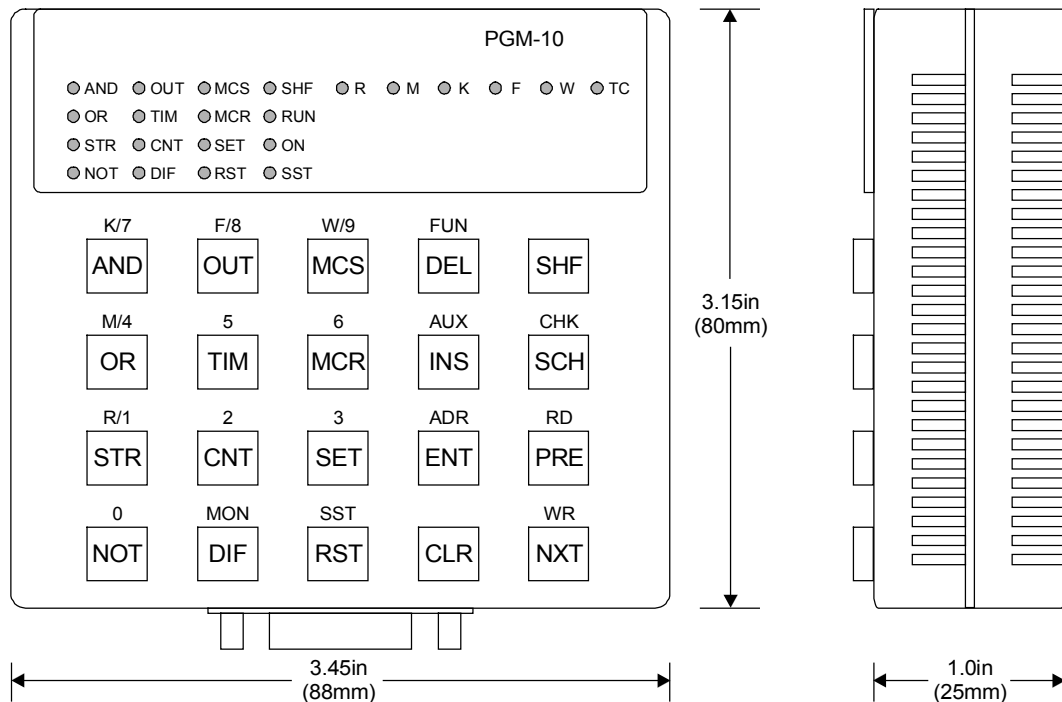 PGM-10
AND OUT MCS SHF R M K F W TC
OR TIM MCR RUN
STR CNT SET ON
NOT DIF RST SST
K/7 F/8 W/9 FUN
AND OUT MCS DEL SHF
3.15in
(80mm)
M/4 5 6 AUX CHK
OR TIM MCR INS SCH
R/1 2 3 ADR RD
STR CNT SET ENT PRE
0 MON SST WR
NOT DIF RST CLR NXT
3.45in
(88mm)
1.0in
(25mm)